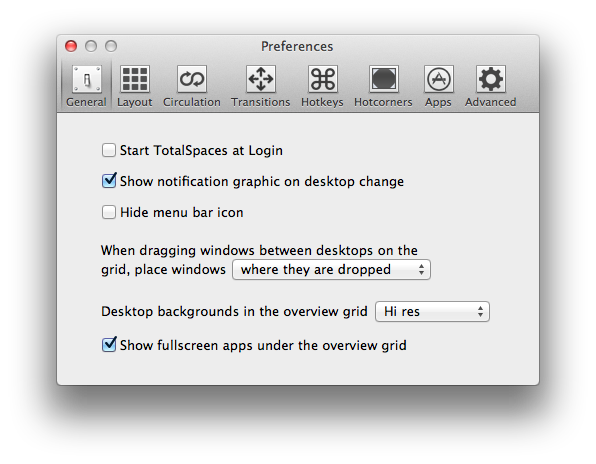 Preferences
General Layout Circulation Transitions Hotkeys Hotcorners Apps Advanced
Start TotalSpaces at Login
Show notification graphic on desktop change
Hide menu bar icon
When dragging windows between desktops on the
grid, place windows where they are dropped
Desktop backgrounds in the overview grid Hi res
Show fullscreen apps under the overview grid